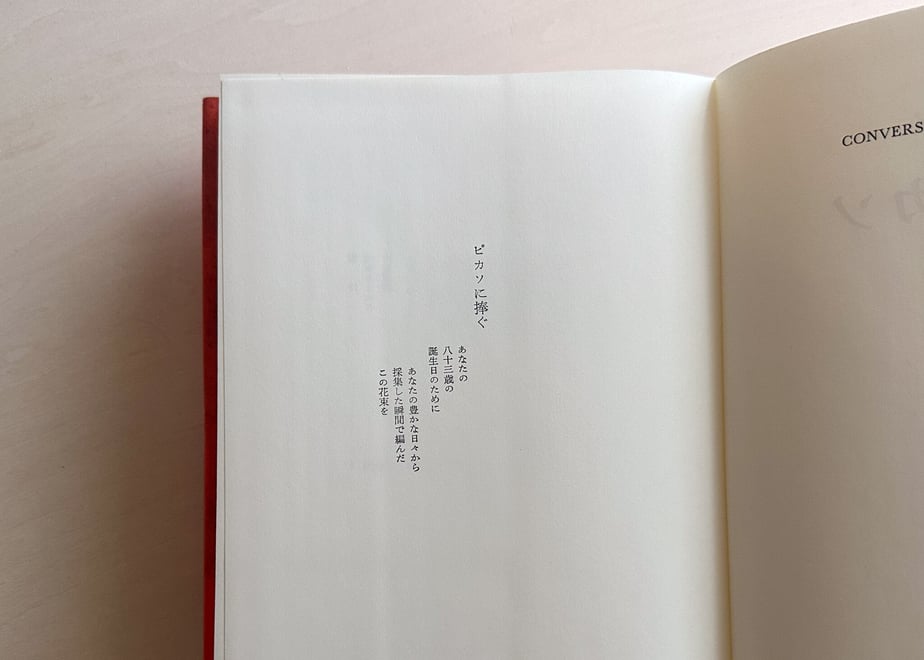 ピカソに捧ぐ
あなたの
八十三歳の
誕生日のために
あなたの豊かな日々から
採集した瞬間で編んだ
この花束を
CONVERS